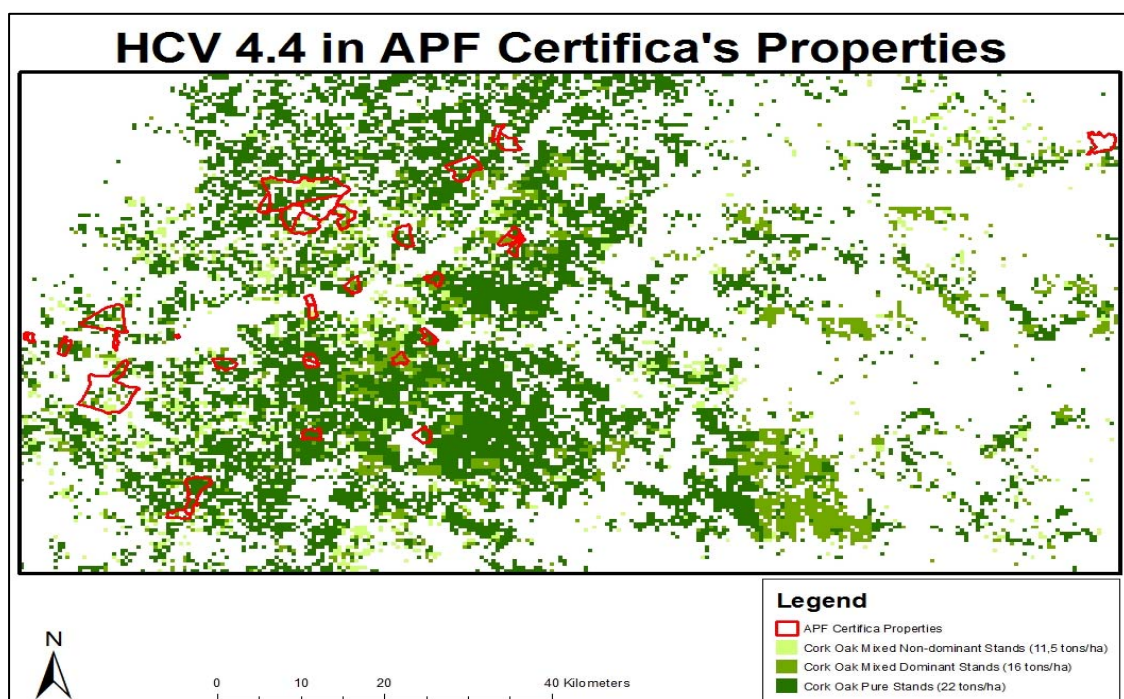 HCV 4.4 in APF Certifica's Properties
Legend
APF Certifica Properties
Cork Oak Mixed Non-dominant Stands (11,5 tons/ha)
Cork Oak Mixed Dominant Stands (16 tons/ha)
Cork Oak Pure Stands (22 tons/ha)
N
0 10 20 40 Kilometers